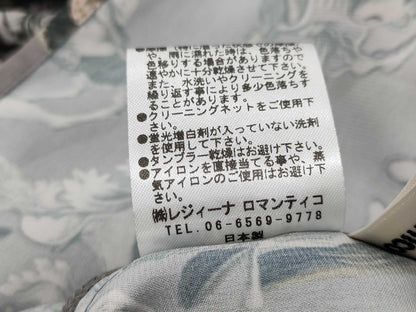 や、雨に濡れた時に色落ちや
色移りする場合がありますので
速やかに十分乾燥させて下さい。
また、水洗いやクリーニングを
繰り返す事により多少色落ちす
ることがあります。
●クリーニングネットをご使用下
さい。
●蛍光増白剤が入っていない洗剤
を使用して下さい。
●タンブラー乾燥はお避け下さい。
●アイロンを直接当てる事や、蒸
気アイロンのご使用はお避け下
さい。
㈱レジィーナ ロマンティコ
TEL.06-6569-9778
日本製